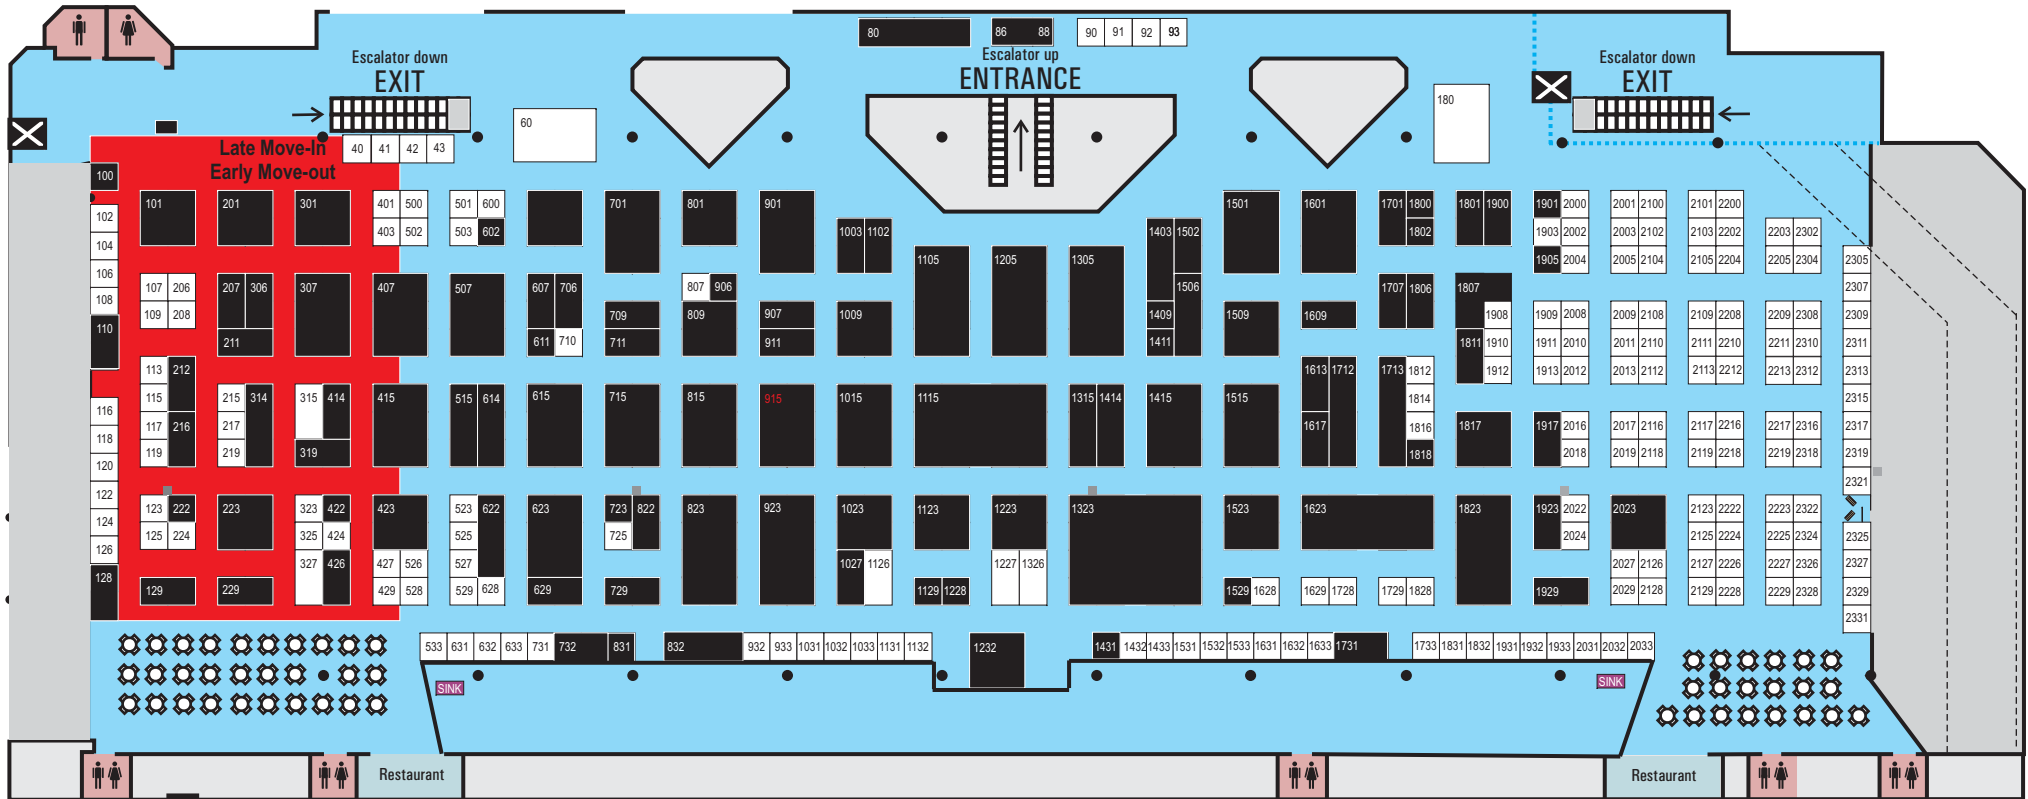 80 86 88 90 91 92 93
Escalator down
EXIT
Escalator up
ENTRANCE
Escalator down
EXIT
60
180
Late Move-In
Early Move-out
40 41 42 43
100
101 201 301 401 500 501 600 701 801 901 1501 1601 1701 1800 1801 1900 1901 2000 2001 2100 2101 2200
102
403 502 503 602 1003 1102 1403 1502 1802 1903 2002 2003 2102 2103 2202 2203 2302
104
1105 1205 1305 1905 2004 2005 2104 2105 2204 2205 2304 2305
106
107 206 207 306 307 407 507 607 706 807 906 1506 1707 1806 1807 2307
108
109 208 709 809 907 1009 1409 1509 1609 1908 1909 2008 2009 2108 2109 2208 2209 2308 2309
110
211 611 710 711 911 1411 1811 1910 1911 2010 2011 2110 2111 2210 2211 2310 2311
113 212 1613 1712 1713 1812 1912 1913 2012 2013 2112 2113 2212 2213 2312 2313
115 215 314 315 414 415 515 614 615 715 815 915 1015 1115 1315 1414 1415 1515 1814 2315
116
117 216 217 1617 1816 1817 1917 2016 2017 2116 2117 2216 2217 2316 2317
118
119 219 319 1818 2018 2019 2118 2119 2218 2219 2318 2319
120
2321
122
123 222 223 323 422 423 523 622 623 723 822 823 923 1023 1123 1223 1323 1523 1623 1823 1923 2022 2023 2123 2222 2223 2322
124
125 224 325 424 525 725 2024 2125 2224 2225 2324 2325
126
327 426 427 526 527 1027 1126 1227 1326 2027 2126 2127 2226 2227 2326 2327
128
129 229 429 528 529 628 629 729 1129 1228 1529 1628 1629 1728 1729 1828 1929 2029 2128 2129 2228 2229 2328 2329
2331
533 631 632 633 731 732 831 832 932 933 1031 1032 1033 1131 1132 1232 1431 1432 1433 1531 1532 1533 1631 1632 1633 1731 1733 1831 1832 1931 1932 1933 2031 2032 2033
SINK
SINK
Restaurant
Restaurant